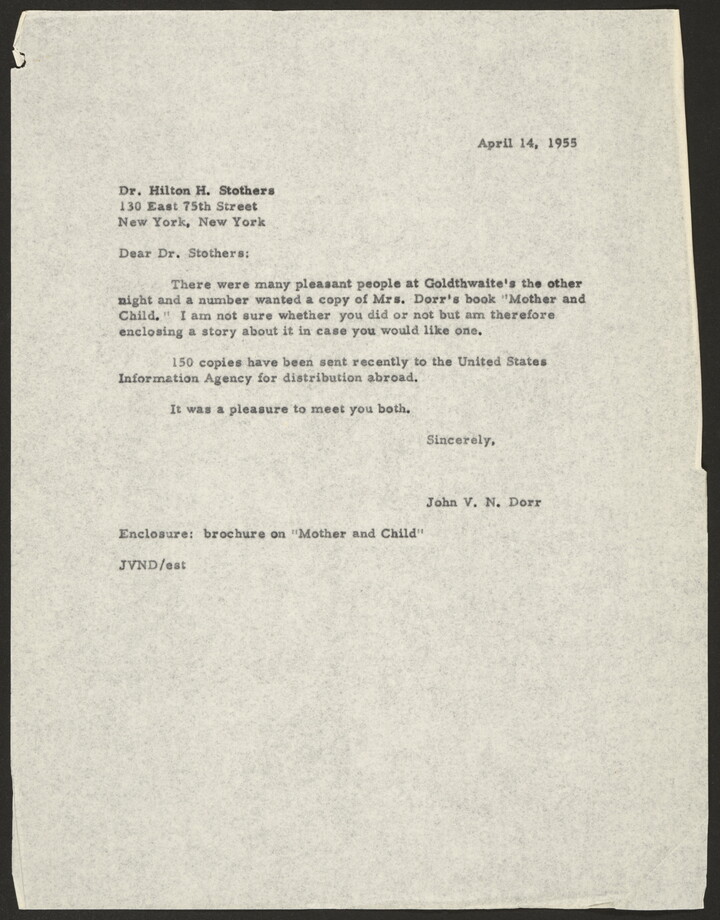 April 14, 1955
Dr. Hilton H. Stothers
130 East 75th Street
New York, New York
Dear Dr. Stothers:
There were many pleasant people at Goldthwaite's the other
night and a number wanted a copy of Mrs. Dorr's book "Mother and
Child." I am not sure whether you did or not but am therefore
enclosing a story about it in case you would like one.
150 copies have been sent recently to the United States
Information Agency for distribution abroad.
It was a pleasure to meet you both.
Sincerely,
John V. N. Dorr
Enclosure: brochure on "Mother and Child"
JVND/est